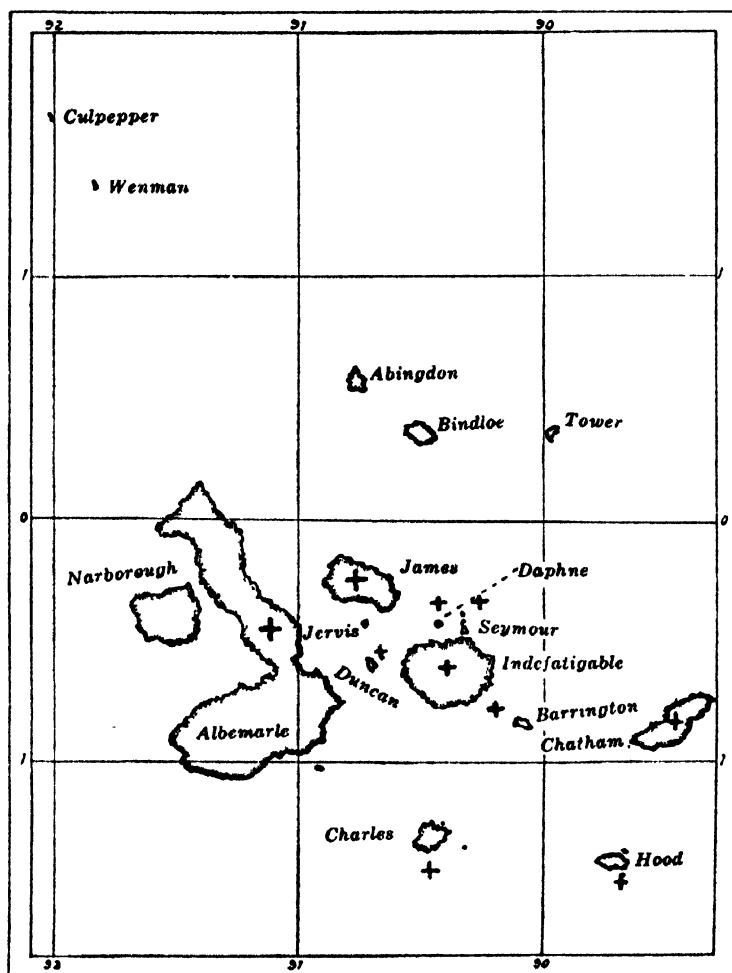 92 91 90
Culpepper
Wenman
1 1
Abingdon
Bindloe Tower
0 0
Narborough James Daphne
Jervis Seymour
Duncan Indefatigable
Albemarle Barrington
Chatham.
1 1
Charles
Hood
92 91 90